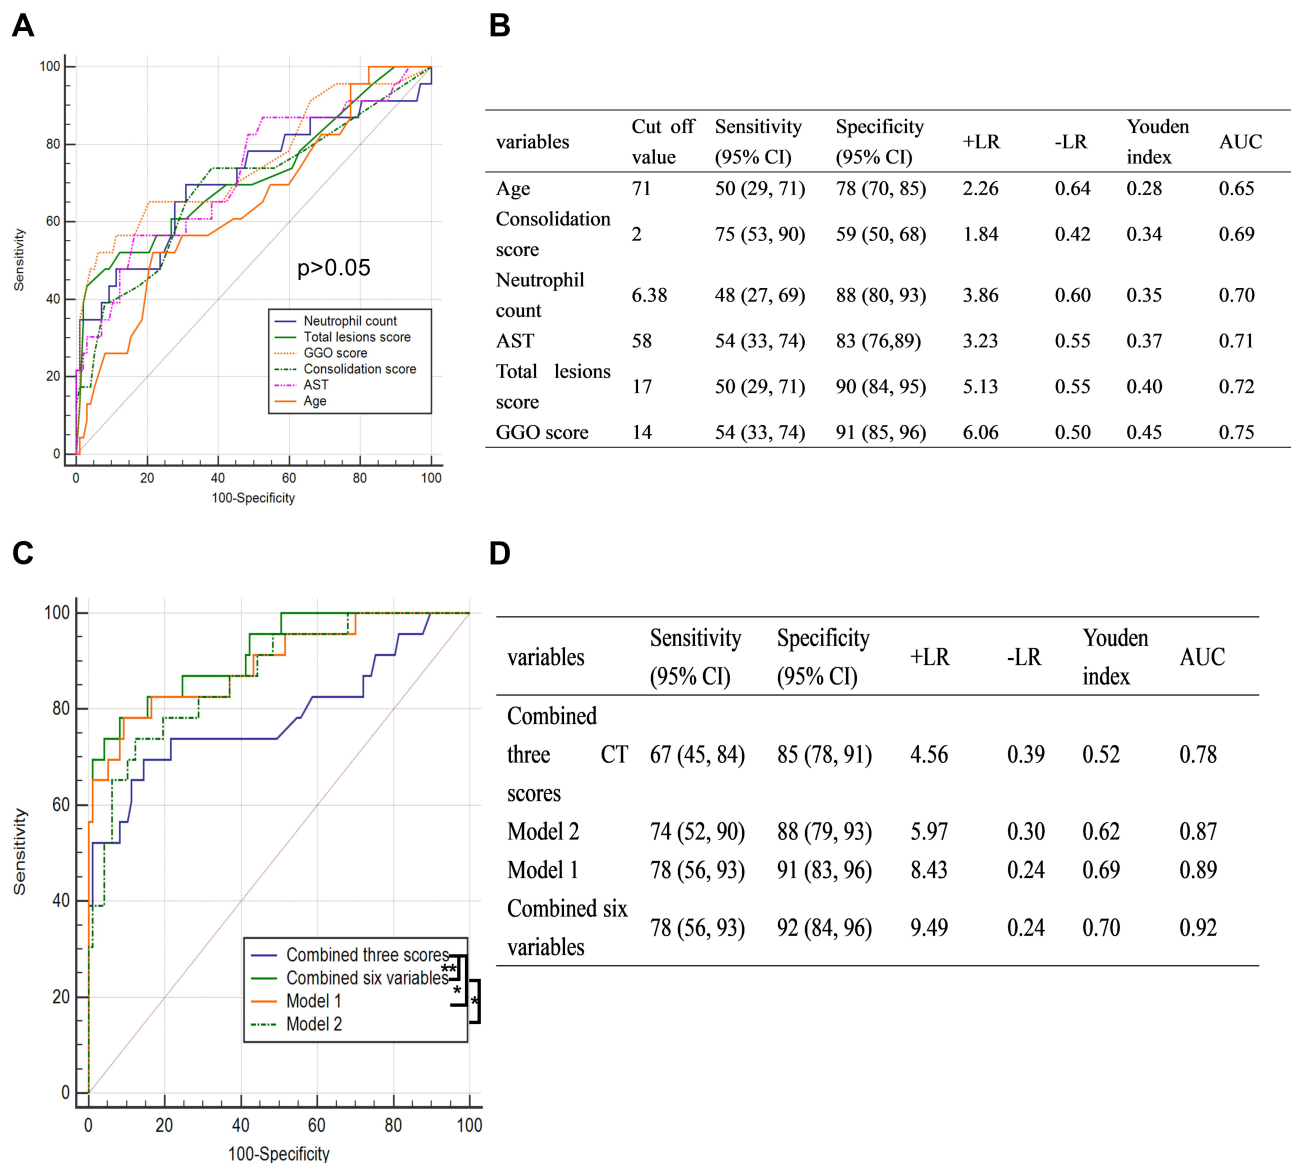 A
B
100
80
60
40
20
0
Sensitivity
p>0.05
Neutrophil count
Total lesions score
GGO score
Consolidation score
AST
Age
0 20 40 60 80 100
100-Specificity
variables Cut off value Sensitivity (95% CI) Specificity (95% CI) +LR -LR Youden index AUC
Age 71 50 (29, 71) 78 (70, 85) 2.26 0.64 0.28 0.65
Consolidation score 2 75 (53, 90) 59 (50, 68) 1.84 0.42 0.34 0.69
Neutrophil count 6.38 48 (27, 69) 88 (80, 93) 3.86 0.60 0.35 0.70
AST 58 54 (33, 74) 83 (76,89) 3.23 0.55 0.37 0.71
Total lesions score 17 50 (29, 71) 90 (84, 95) 5.13 0.55 0.40 0.72
GGO score 14 54 (33, 74) 91 (85, 96) 6.06 0.50 0.45 0.75
C
D
100
80
60
40
20
0
Sensitivity
Combined three scores
Combined six variables
Model 1
Model 2
**
*
*
0 20 40 60 80 100
100-Specificity
variables Sensitivity (95% CI) Specificity (95% CI) +LR -LR Youden index AUC
Combined three CT scores 67 (45, 84) 85 (78, 91) 4.56 0.39 0.52 0.78
Model 2 74 (52, 90) 88 (79, 93) 5.97 0.30 0.62 0.87
Model 1 78 (56, 93) 91 (83, 96) 8.43 0.24 0.69 0.89
Combined six variables 78 (56, 93) 92 (84, 96) 9.49 0.24 0.70 0.92